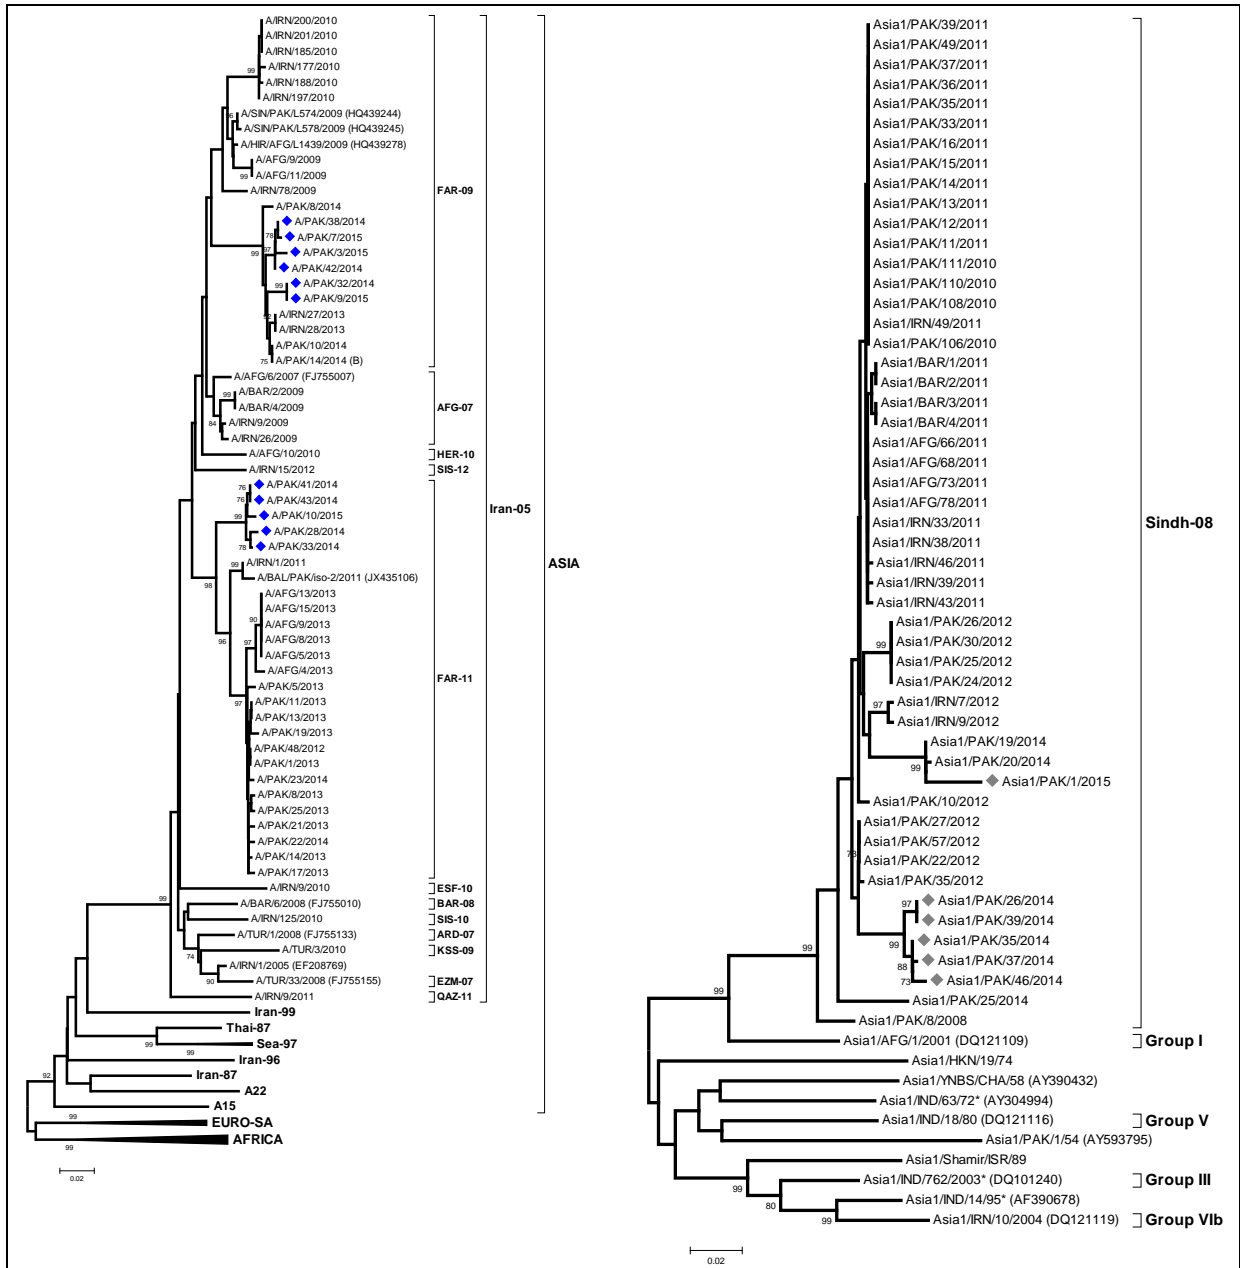 A/IRN/200/2010
A/IRN/201/2010
A/IRN/185/2010
A/IRN/177/2010
99
A/IRN/188/2010
A/IRN/197/2010
A/SIN/PAK/L574/2009 (HQ439244)
A/SIN/PAK/L578/2009 (HQ439245)
A/HIR/AFG/L1439/2009 (HQ439278)
A/AFG/9/2009
A/AFG/11/2009
99
A/IRN/78/2009
FAR-09
A/PAK/8/2014
A/PAK/38/2014
78
A/PAK/7/2015
97
99
A/PAK/3/2015
A/PAK/42/2014
A/PAK/32/2014
99
A/PAK/9/2015
A/IRN/27/2013
A/IRN/28/2013
A/PAK/10/2014
A/PAK/14/2014 (B)
75
A/AFG/6/2007 (FJ755007)
A/BAR/2/2009
99
A/BAR/4/2009
AFG-07
A/IRN/9/2009
84
A/IRN/26/2009
A/AFG/10/2010
HER-10
A/IRN/15/2012
SIS-12
A/PAK/41/2014
76
A/PAK/43/2014
76
A/PAK/10/2015
99
A/PAK/28/2014
A/PAK/33/2014
78
Iran-05
A/IRN/1/2011
99
A/BAL/PAK/iso-2/2011 (JX435106)
98
ASIA
A/AFG/13/2013
A/AFG/15/2013
90
A/AFG/9/2013
A/AFG/8/2013
96
97
A/AFG/5/2013
A/AFG/4/2013
FAR-11
A/PAK/5/2013
97
A/PAK/11/2013
A/PAK/13/2013
A/PAK/19/2013
A/PAK/48/2012
A/PAK/1/2013
A/PAK/23/2014
A/PAK/8/2013
A/PAK/25/2013
A/PAK/21/2013
A/PAK/22/2014
A/PAK/14/2013
A/PAK/17/2013
A/IRN/9/2010
ESF-10
99
A/BAR/6/2008 (FJ755010)
BAR-08
A/IRN/125/2010
SIS-10
A/TUR/1/2008 (FJ755133)
ARD-07
A/TUR/3/2010
KSS-09
74
A/IRN/1/2005 (EF208769)
A/TUR/33/2008 (FJ755155)
EZM-07
90
A/IRN/9/2011
QAZ-11
Iran-99
Thai-87
Sea-97
99
99
Iran-96
Iran-87
92
A22
A15
99
EURO-SA
AFRICA
99
0.02
Asia1/PAK/39/2011
Asia1/PAK/49/2011
Asia1/PAK/37/2011
Asia1/PAK/36/2011
Asia1/PAK/35/2011
Asia1/PAK/33/2011
Asia1/PAK/16/2011
Asia1/PAK/15/2011
Asia1/PAK/14/2011
Asia1/PAK/13/2011
Asia1/PAK/12/2011
Asia1/PAK/11/2011
Asia1/PAK/111/2010
Asia1/PAK/110/2010
Asia1/PAK/108/2010
Asia1/IRN/49/2011
Asia1/PAK/106/2010
Asia1/BAR/1/2011
Asia1/BAR/2/2011
Asia1/BAR/3/2011
Asia1/BAR/4/2011
Asia1/AFG/66/2011
Asia1/AFG/68/2011
Asia1/AFG/73/2011
Asia1/AFG/78/2011
Asia1/IRN/33/2011
Sindh-08
Asia1/IRN/38/2011
Asia1/IRN/46/2011
Asia1/IRN/39/2011
Asia1/IRN/43/2011
Asia1/PAK/26/2012
Asia1/PAK/30/2012
99
Asia1/PAK/25/2012
Asia1/PAK/24/2012
Asia1/IRN/7/2012
97
Asia1/IRN/9/2012
Asia1/PAK/19/2014
Asia1/PAK/20/2014
99
Asia1/PAK/1/2015
Asia1/PAK/10/2012
Asia1/PAK/27/2012
Asia1/PAK/57/2012
Asia1/PAK/22/2012
Asia1/PAK/35/2012
Asia1/PAK/26/2014
97
Asia1/PAK/39/2014
Asia1/PAK/35/2014
99
99
Asia1/PAK/37/2014
88
Asia1/PAK/46/2014
73
Asia1/PAK/25/2014
99
Asia1/PAK/8/2008
Asia1/AFG/1/2001 (DQ121109)
Group I
Asia1/HKN/19/74
Asia1/YNBS/CHA/58 (AY390432)
Asia1/IND/63/72* (AY304994)
Asia1/IND/18/80 (DQ121116)
Group V
Asia1/PAK/1/54 (AY593795)
Asia1/Shamir/ISR/89
Asia1/IND/762/2003* (DQ101240)
Group III
99
Asia1/IND/14/95* (AF390678)
80
Asia1/IRN/10/2004 (DQ121119)
Group VIb
99
0.02